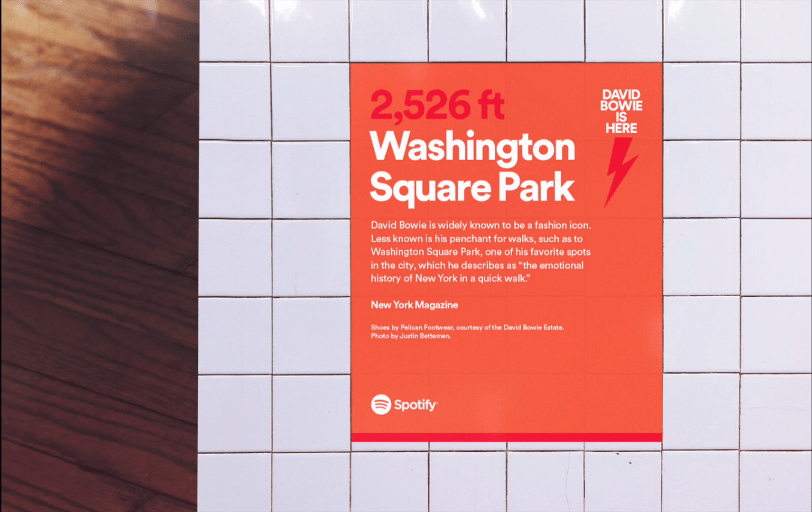 2,526 ft
Washington
Square Park
DAVID
BOWIE
IS
HERE
David Bowie is widely known to be a fashion icon.
Less known is his penchant for walks, such as to
Washington Square Park, one of his favorite spots
in the city, which he describes as “the emotional
history of New York in a quick walk.”
New York Magazine
Shoes by Pelican Footwear, courtesy of the David Bowie Estate.
Photo by Justin Bettemen.
Spotify